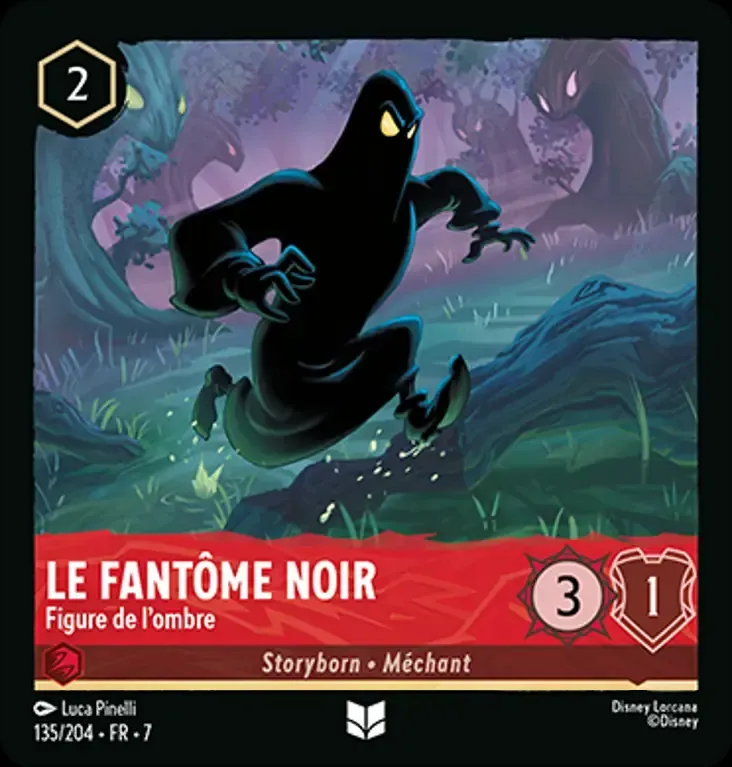 2
LE FANTÔME NOIR
Figure de l'ombre
3
1
Storyborn • Méchant
Luca Pinelli
135/204 • FR • 7
Disney Lorcana
©Disney